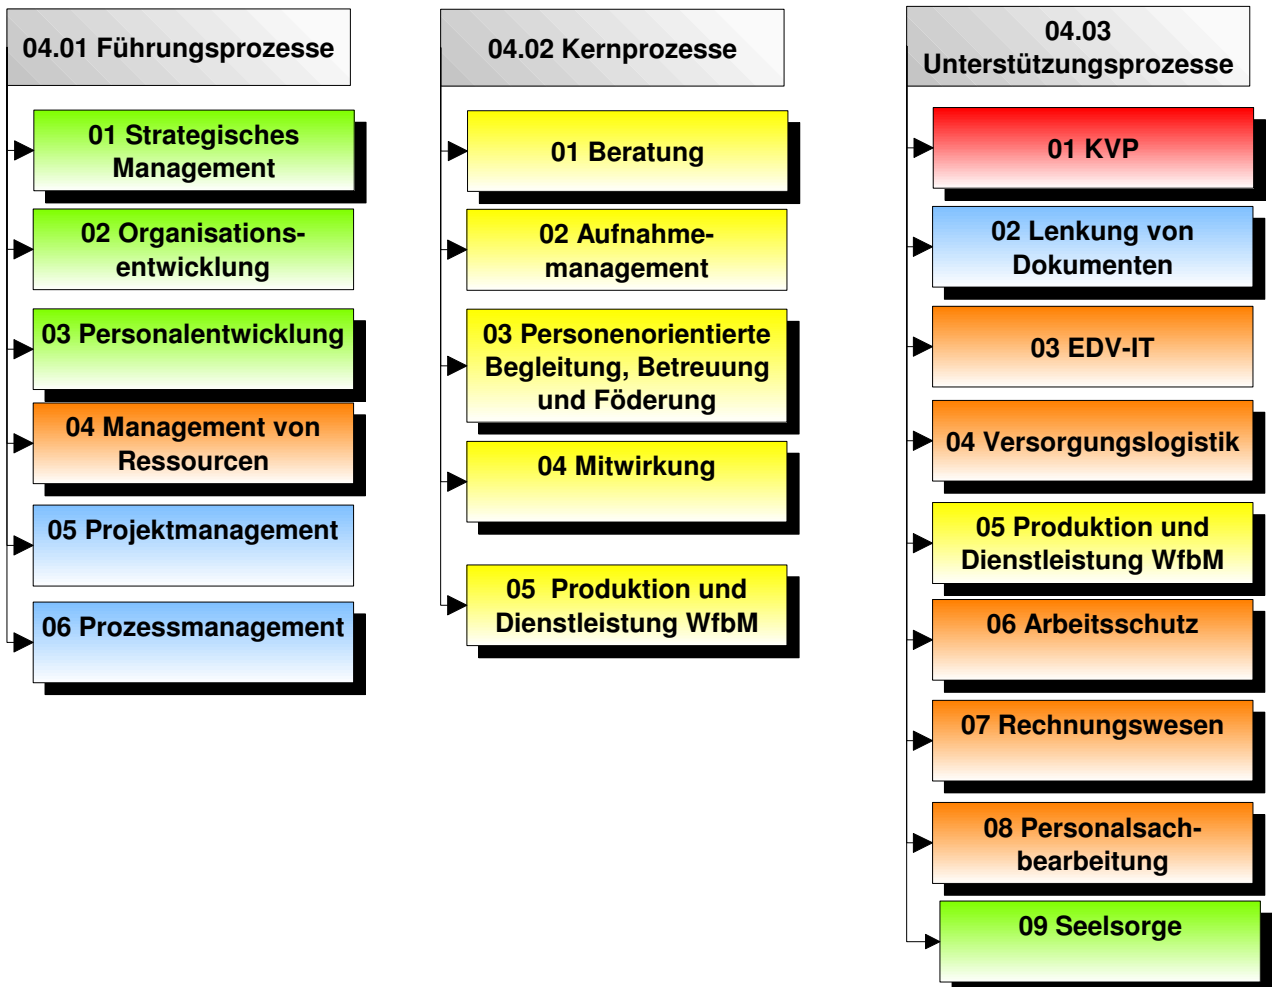 04.01 Führungsprozesse
01 Strategisches
Management
02 Organisations-
entwicklung
03 Personalentwicklung
04 Management von
Ressourcen
05 Projektmanagement
06 Prozessmanagement
04.02 Kernprozesse
01 Beratung
02 Aufnahme-
management
03 Personenorientierte
Begleitung, Betreuung
und Föderung
04 Mitwirkung
05  Produktion und
Dienstleistung WfbM
04.03
Unterstützungsprozesse
01 KVP
02 Lenkung von
Dokumenten
03 EDV-IT
04 Versorgungslogistik
05 Produktion und
Dienstleistung WfbM
06 Arbeitsschutz
07 Rechnungswesen
08 Personalsach-
bearbeitung
09 Seelsorge